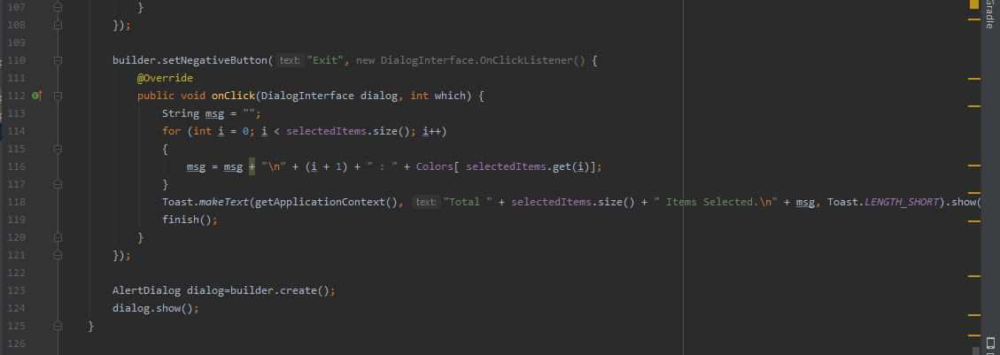 107 }
108 });
109
110 builder.setNegativeButton( text: "Exit", new DialogInterface.OnClickListener() {
111 @Override
112 public void onClick(DialogInterface dialog, int which) {
113 String msg = "";
114 for (int i = 0; i < selectedItems.size(); i++)
115 {
116 msg = msg + "\n" + (i + 1) + " : " + Colors[ selectedItems.get(i)];
117 }
118 Toast.makeText(getApplicationContext(), text: "Total " + selectedItems.size() + " Items Selected.\n" + msg, Toast.LENGTH_SHORT).show(
119 finish();
120 }
121 });
122
123 AlertDialog dialog=builder.create();
124 dialog.show();
125 }
126
Gradle